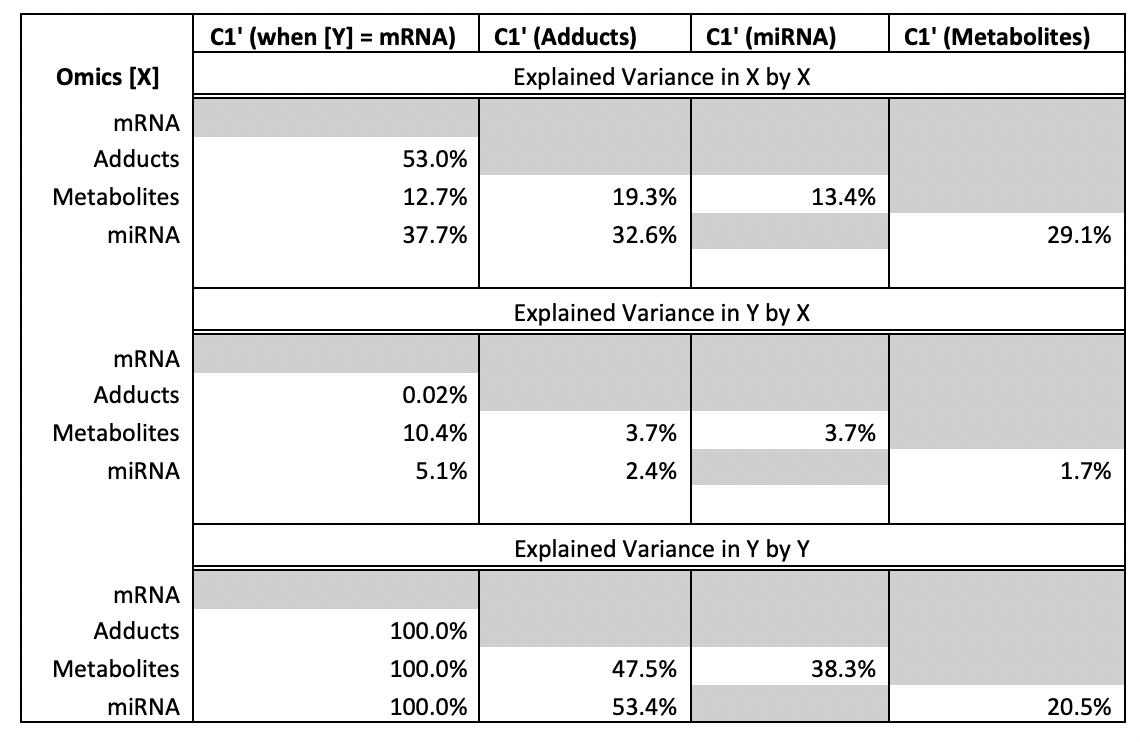 C1' (when [Y] = mRNA) C1' (Adducts) C1' (miRNA) C1' (Metabolites)
Omics [X] Explained Variance in X by X
mRNA
Adducts 53.0%
Metabolites 12.7% 19.3% 13.4%
miRNA 37.7% 32.6% 29.1%
Explained Variance in Y by X
mRNA
Adducts 0.02%
Metabolites 10.4% 3.7% 3.7%
miRNA 5.1% 2.4% 1.7%
Explained Variance in Y by Y
mRNA
Adducts 100.0%
Metabolites 100.0% 47.5% 38.3%
miRNA 100.0% 53.4% 20.5%